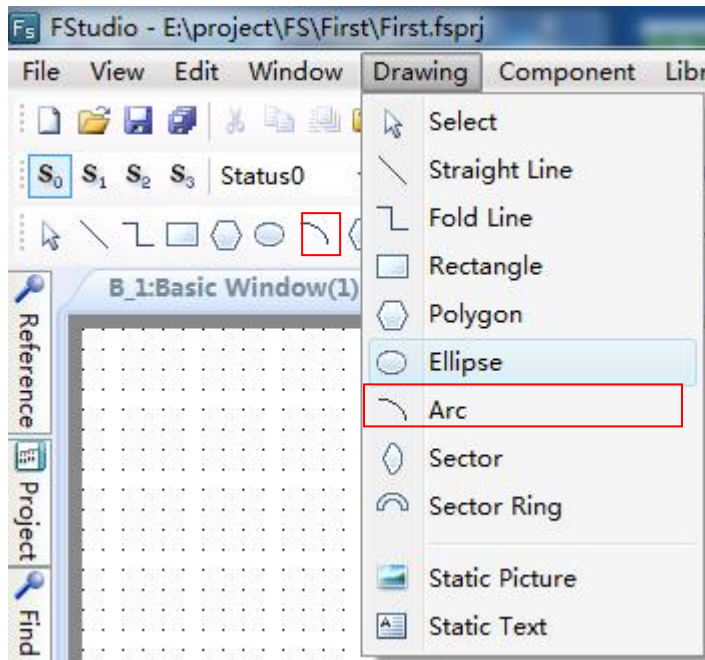 FStudio - E:\project\FS\First\First.fsprj
File View Edit Window Drawing Component Libr
S0 S1 S2 S3 Status0
B_1:Basic Window(1)
Reference
Project
Find
Select
Straight Line
Fold Line
Rectangle
Polygon
Ellipse
Arc
Sector
Sector Ring
Static Picture
Static Text